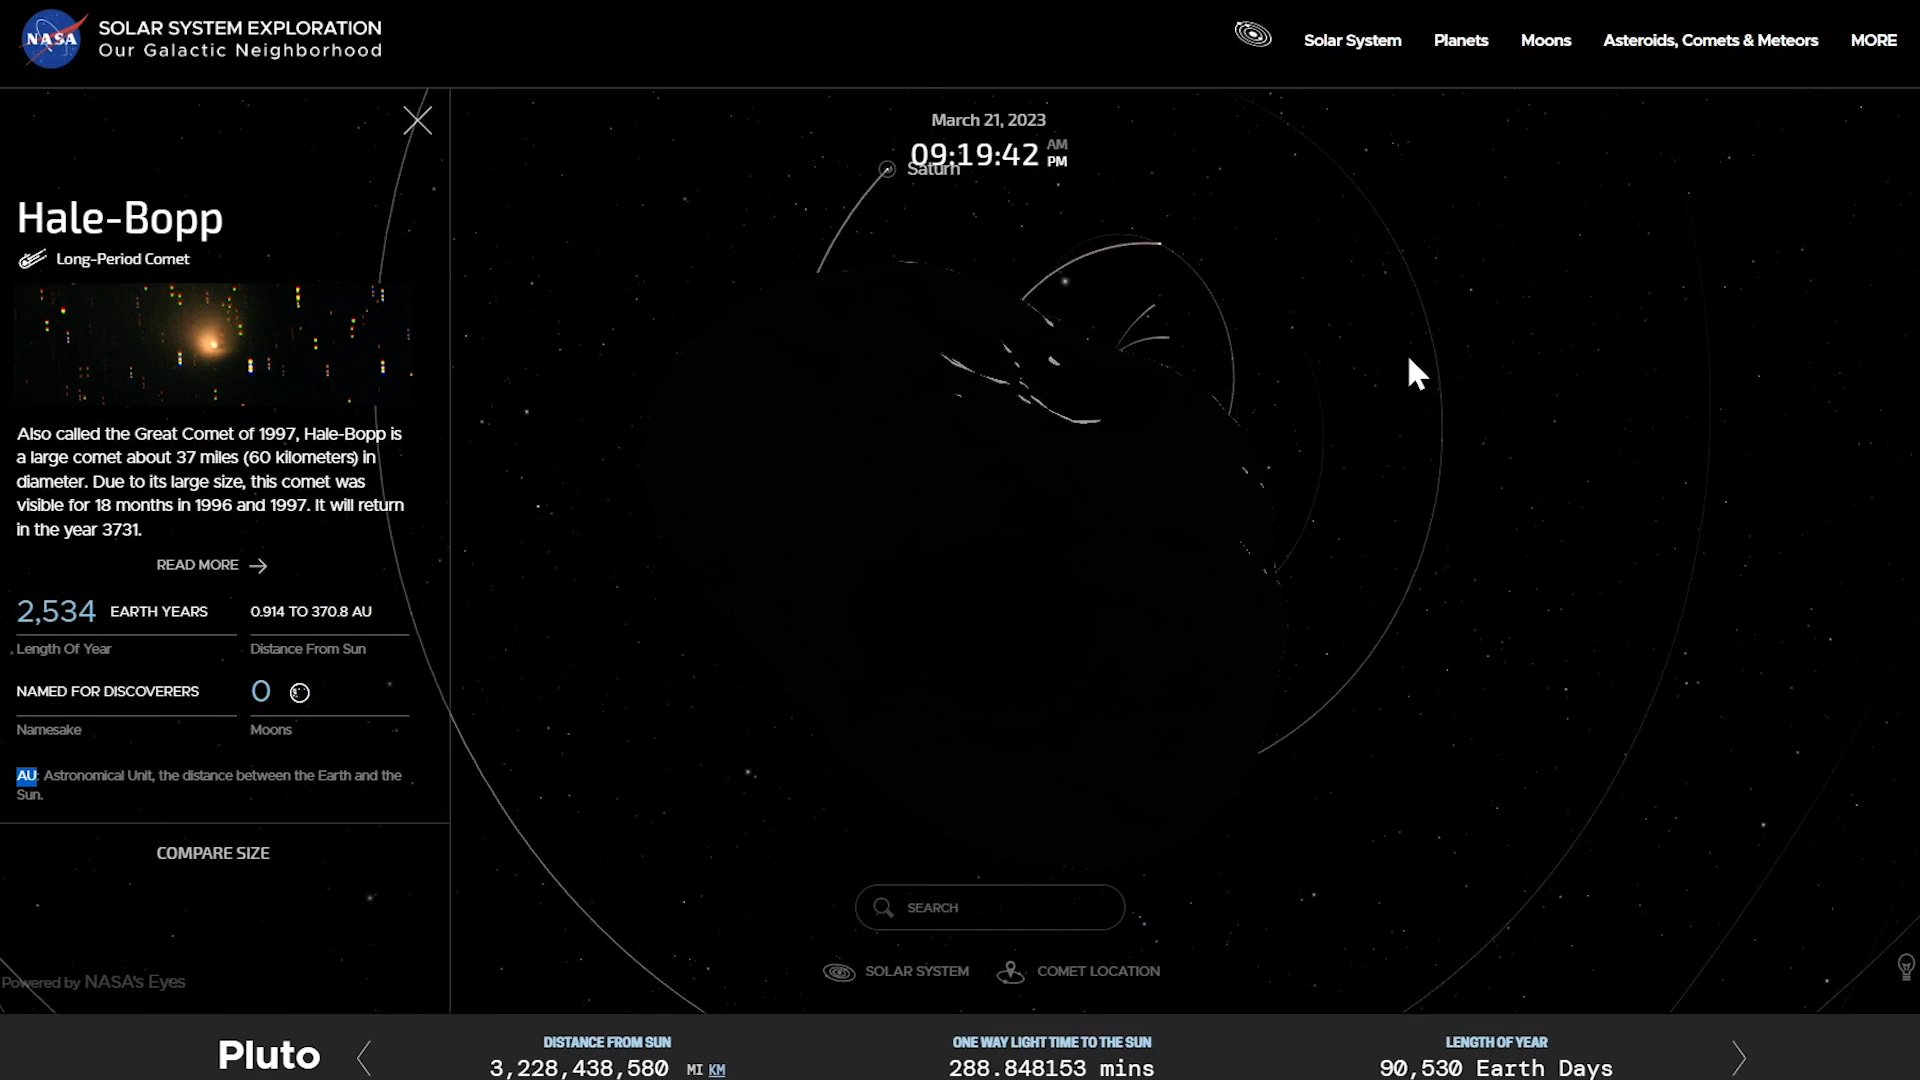 NASA
SOLAR SYSTEM EXPLORATION
Our Galactic Neighborhood
Solar System
Planets
Moons
Asteroids, Comets & Meteors
MORE
March 21, 2023
09:19:42 AM
PM
Saturn
Hale-Bopp
Long-Period Comet
Also called the Great Comet of 1997, Hale-Bopp is
a large comet about 37 miles (60 kilometers) in
diameter. Due to its large size, this comet was
visible for 18 months in 1996 and 1997. It will return
in the year 3731.
READ MORE
2,534 EARTH YEARS
Length Of Year
0.914 TO 370.8 AU
Distance From Sun
NAMED FOR DISCOVERERS
Namesake
0
Moons
AU: Astronomical Unit, the distance between the Earth and the
Sun.
COMPARE SIZE
Powered by NASA's Eyes
SEARCH
SOLAR SYSTEM
COMET LOCATION
Pluto
DISTANCE FROM SUN
3,228,438,580 MI KM
ONE WAY LIGHT TIME TO THE SUN
288.848153 mins
LENGTH OF YEAR
90,530 Earth Days